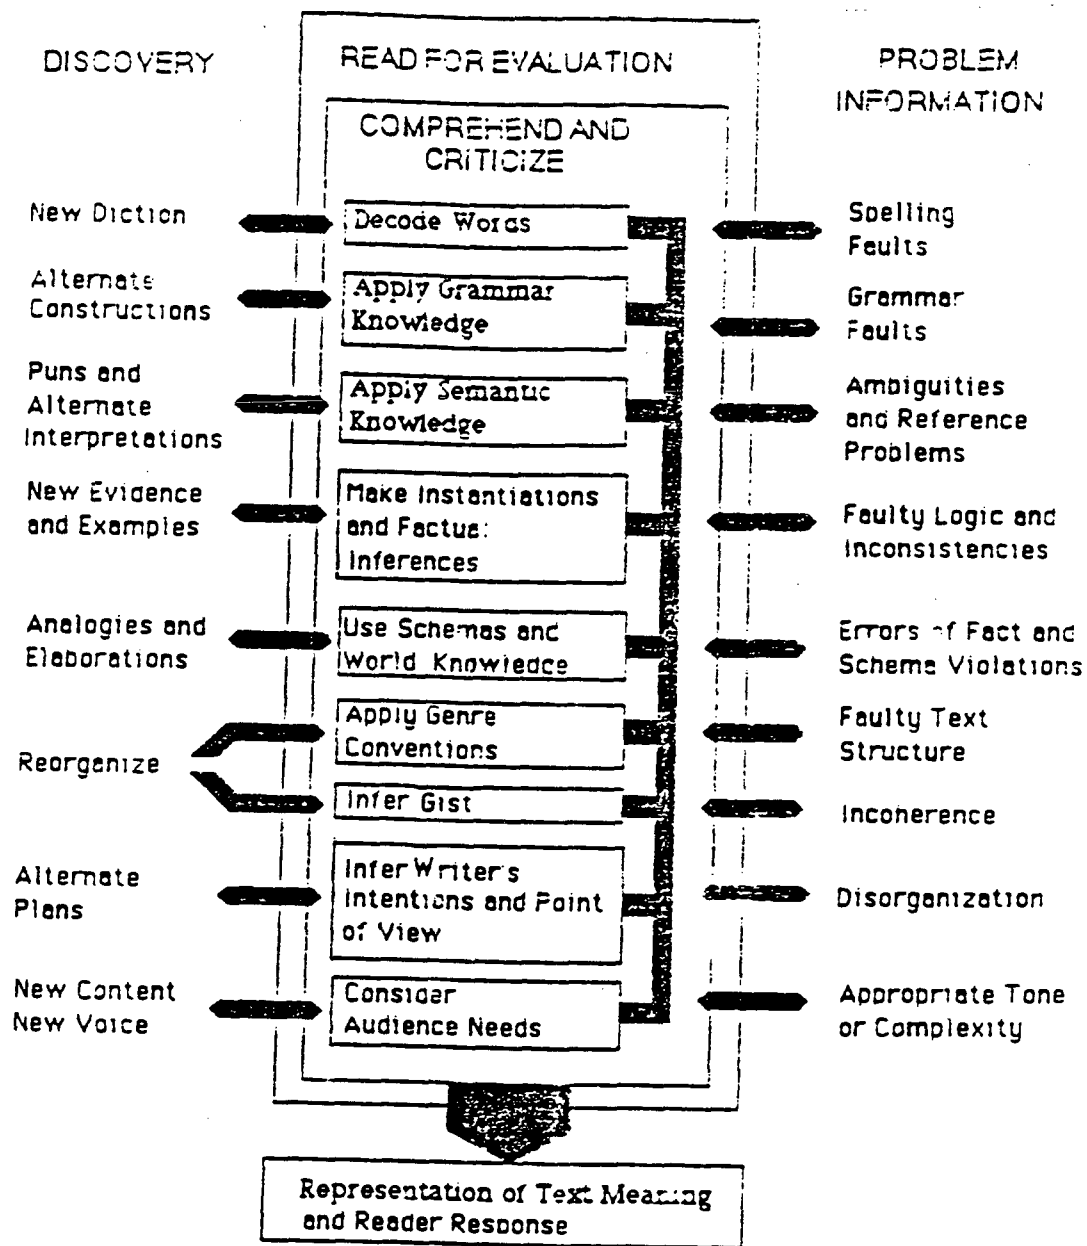 DISCOVERY
READ FOR EVALUATION
PROBLEM
INFORMATION
COMPREHEND AND
CRITICIZE
New Diction
Decode Words
Spelling
Faults
Alternate
Constructions
Apply Grammar
Knowledge
Grammar
Faults
Puns and
Alternate
Interpretations
Apply Semantic
Knowledge
Ambiguities
and Reference
Problems
New Evidence
and Examples
Make Instantiations
and Factual
Inferences
Faulty Logic and
Inconsistencies
Analogies and
Elaborations
Use Schemas and
World Knowledge
Errors of Fact and
Schema Violations
Reorganize
Apply Genre
Conventions
Faulty Text
Structure
Infer Gist
Incoherence
Alternate
Plans
Infer Writer's
Intentions and Point
of View
Disorganization
New Content
New Voice
Consider
Audience Needs
Appropriate Tone
or Complexity
Representation of Text Meaning
and Reader Response